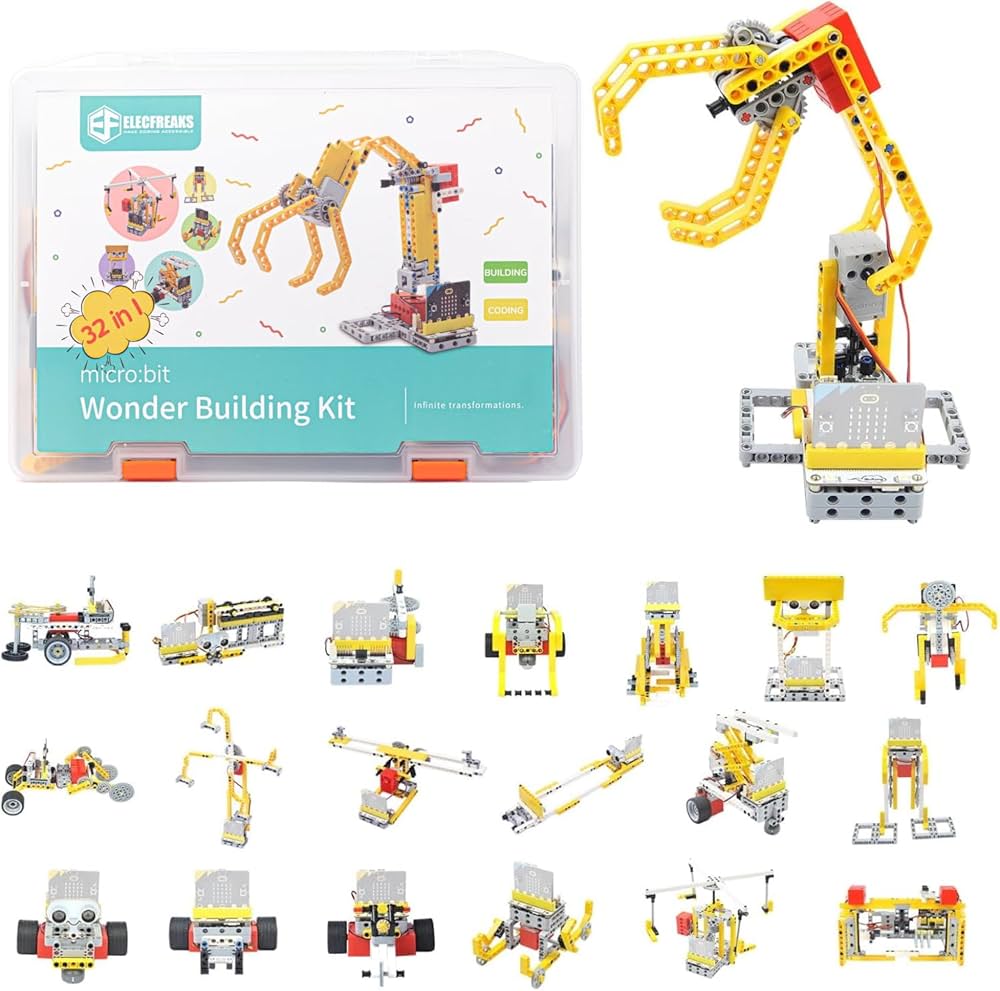 ELECFREAKS
MAKE CODING ACCESSIBLE
32 in 1
BUILDING
CODING
micro:bit
Wonder Building Kit
infinite transformations.